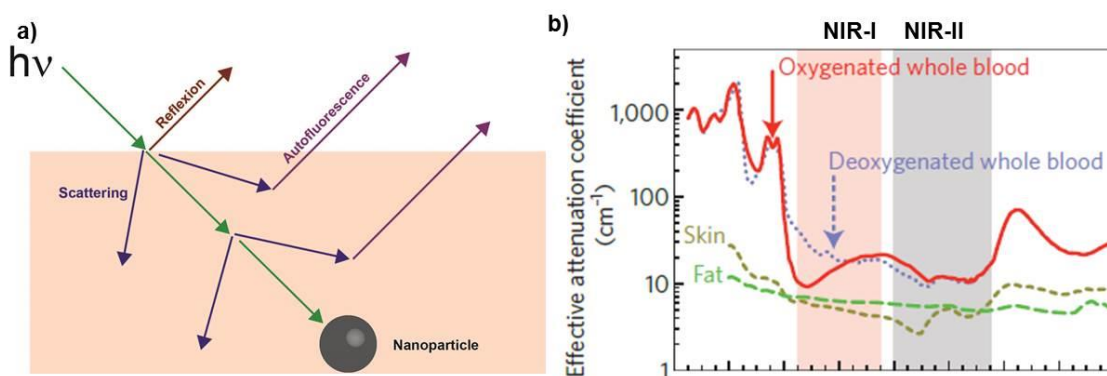 a)
hν
Reflexion
Autofluorescence
Scattering
Nanoparticle
b)
NIR-I NIR-II
Effective attenuation coefficient
(cm⁻¹)
Oxygenated whole blood
1,000
Deoxygenated whole blood
100
Skin
Fat
10
1